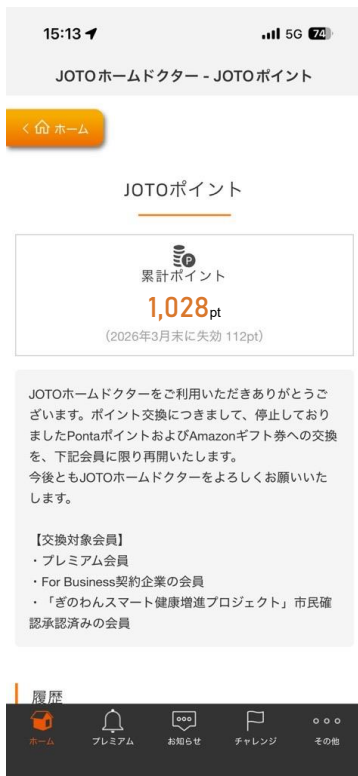 15:13 5G 74
JOTOホームドクター - JOTOポイント
< ホーム
JOTOポイント
P
累計ポイント
1,028pt
(2026年3月末に失効 112pt)
JOTOホームドクターをご利用いただきありがとうご
ざいます。ポイント交換につきまして、停止しており
ましたPontaポイントおよびAmazonギフト券への交換
を、下記会員に限り再開いたします。
今後ともJOTOホームドクターをよろしくお願いいた
します。
【交換対象会員】
・プレミアム会員
・For Business契約企業の会員
・「ぎのわんスマート健康増進プロジェクト」市民確
認承認済みの会員
履歴
ホーム プレミアム お知らせ チャレンジ その他